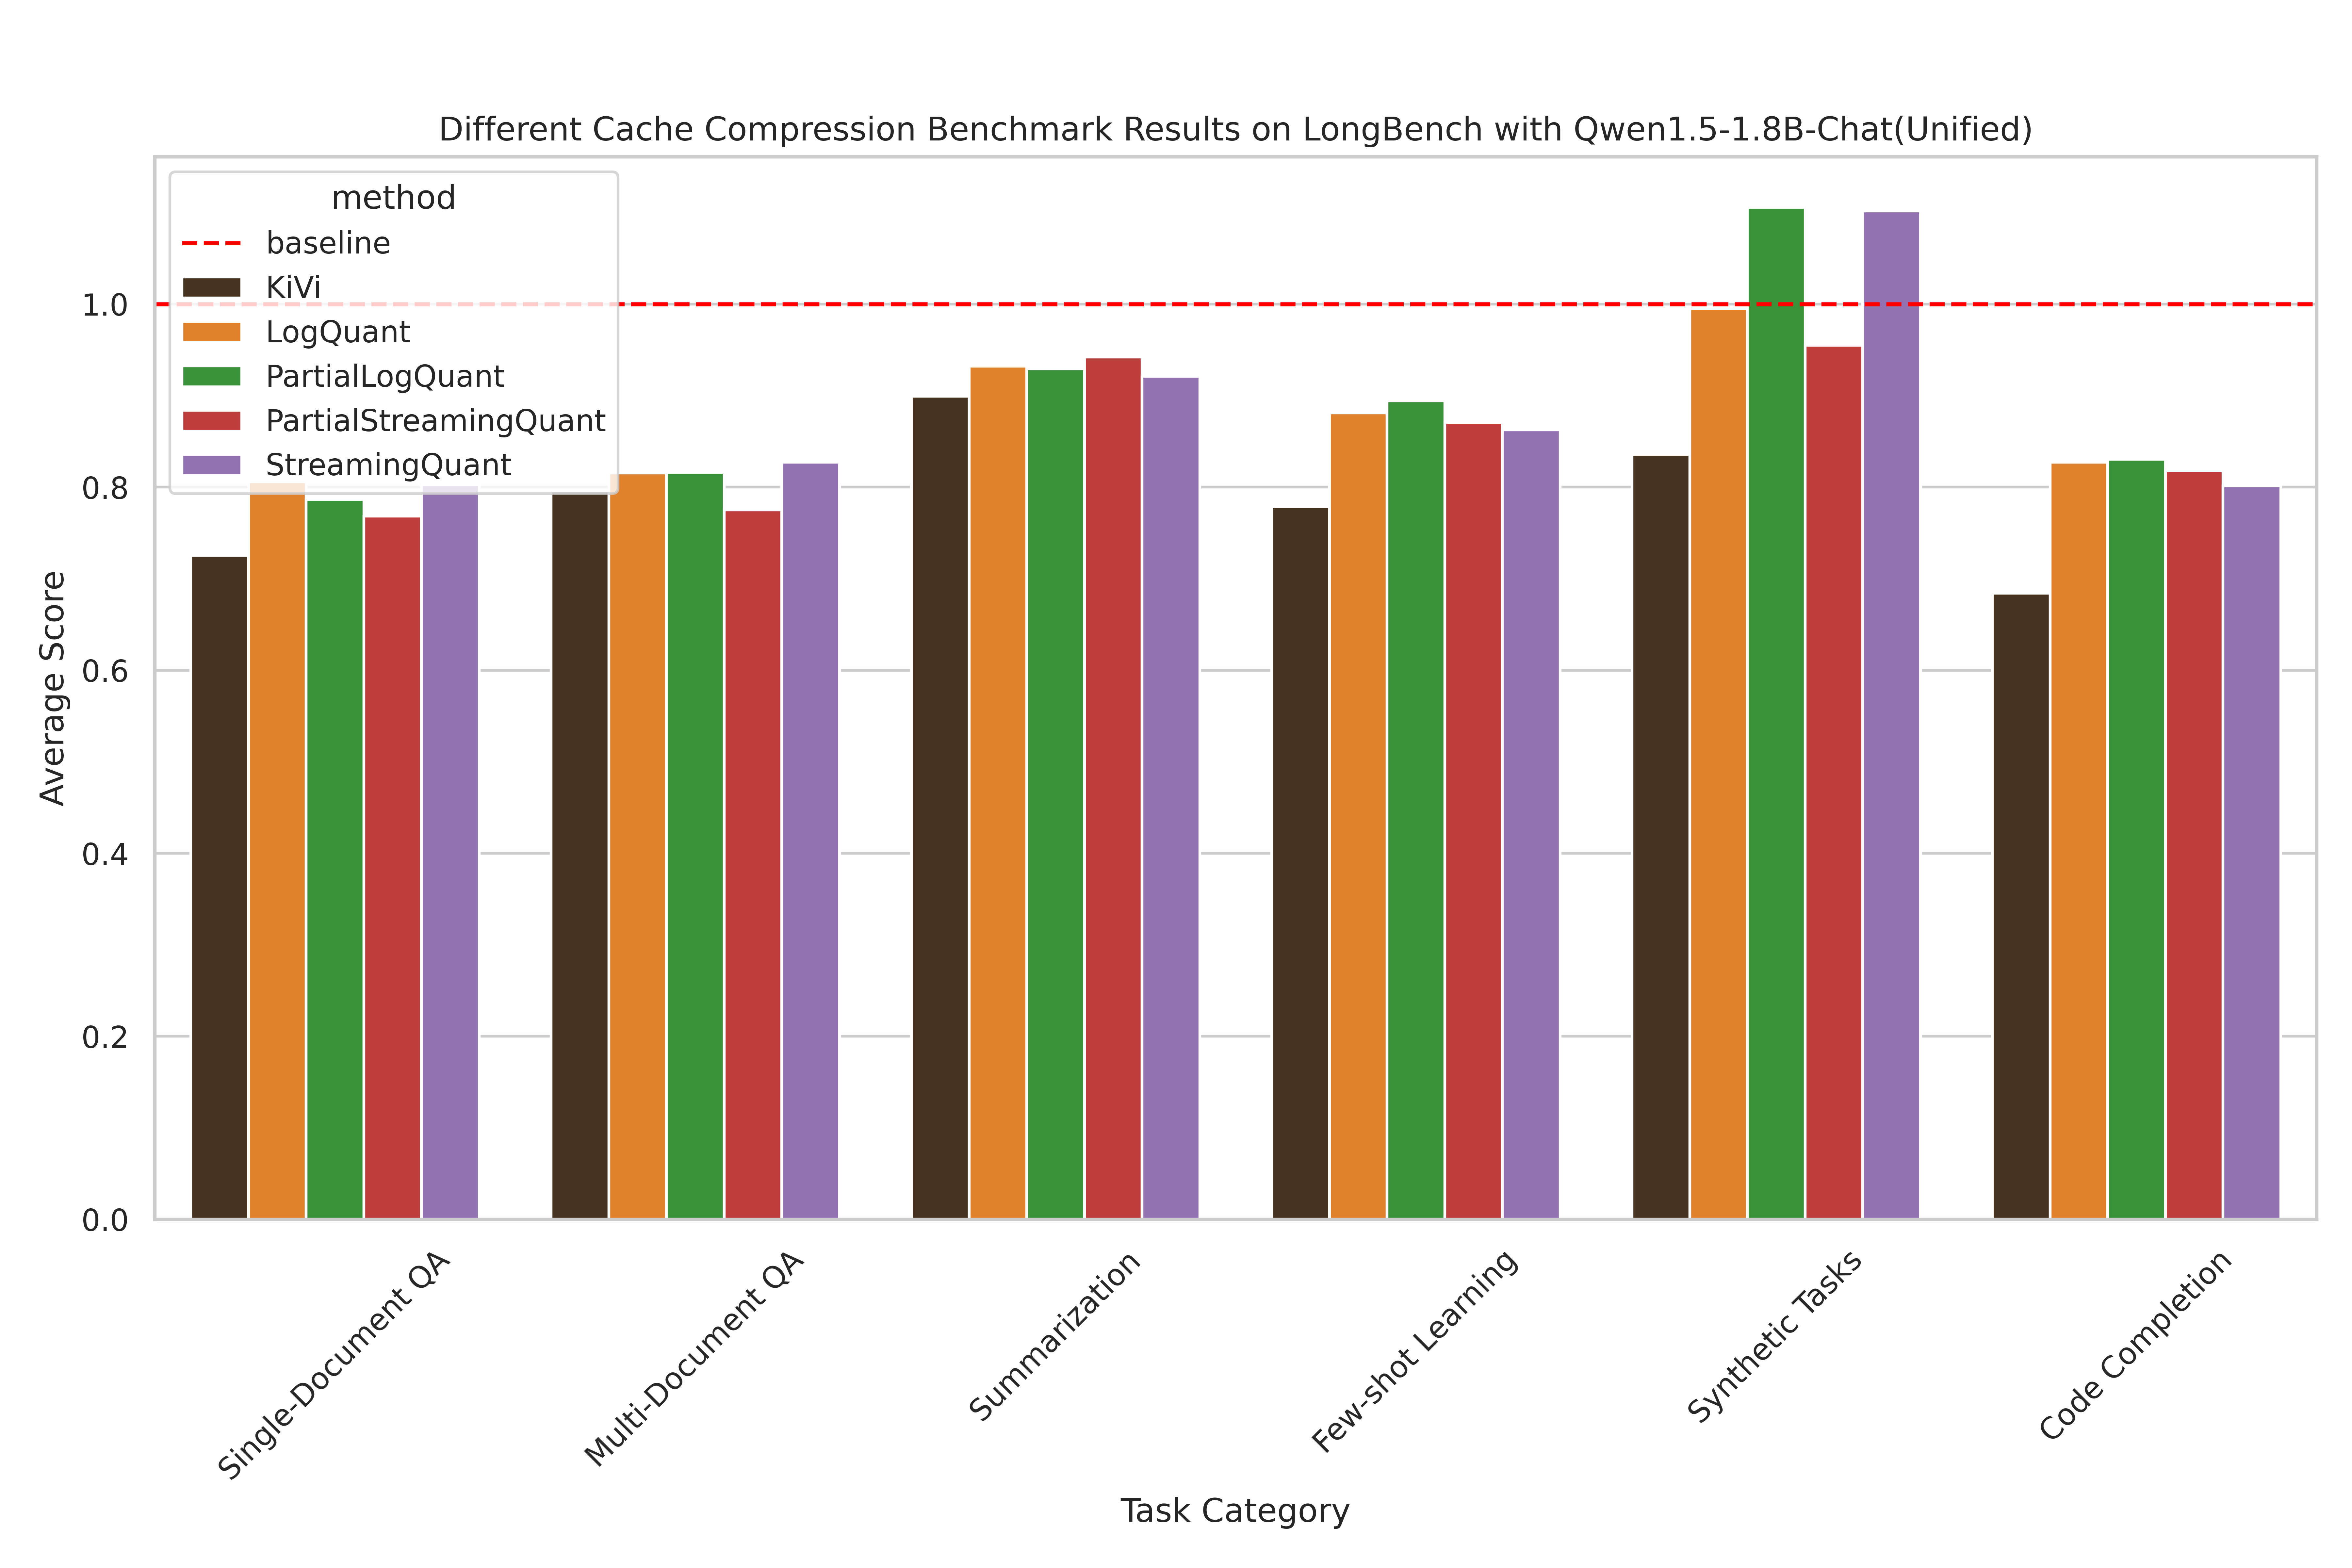 Different Cache Compression Benchmark Results on LongBench with Qwen1.5-1.8B-Chat(Unified)
method
baseline
KiVi
LogQuant
PartialLogQuant
PartialStreamingQuant
StreamingQuant
Average Score
1.0
0.8
0.6
0.4
0.2
0.0
Single-Document QA
Multi-Document QA
Summarization
Few-shot Learning
Synthetic Tasks
Code Completion
Task Category